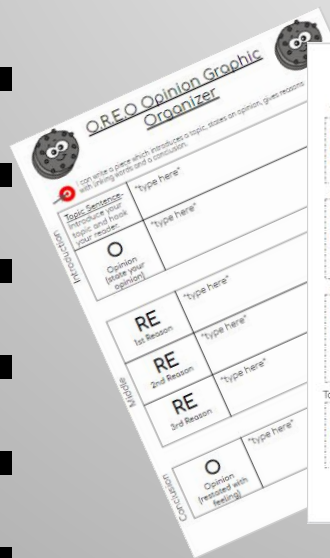 O.R.E.O Opinion Graphic
Organizer
I can write a piece which introduces a topic, states an opinion, gives reasons
with linking words and a conclusion.
Introduction
Topic Sentence-
Introduce your
topic and hook
your reader.
"type here"
O
Opinion
(state your
opinion)
"type here"
Middle
RE
1st Reason
"type here"
RE
2nd Reason
"type here"
RE
3rd Reason
"type here"
Conclusion
O
Opinion
(restated with
feeling)
"type here"
To